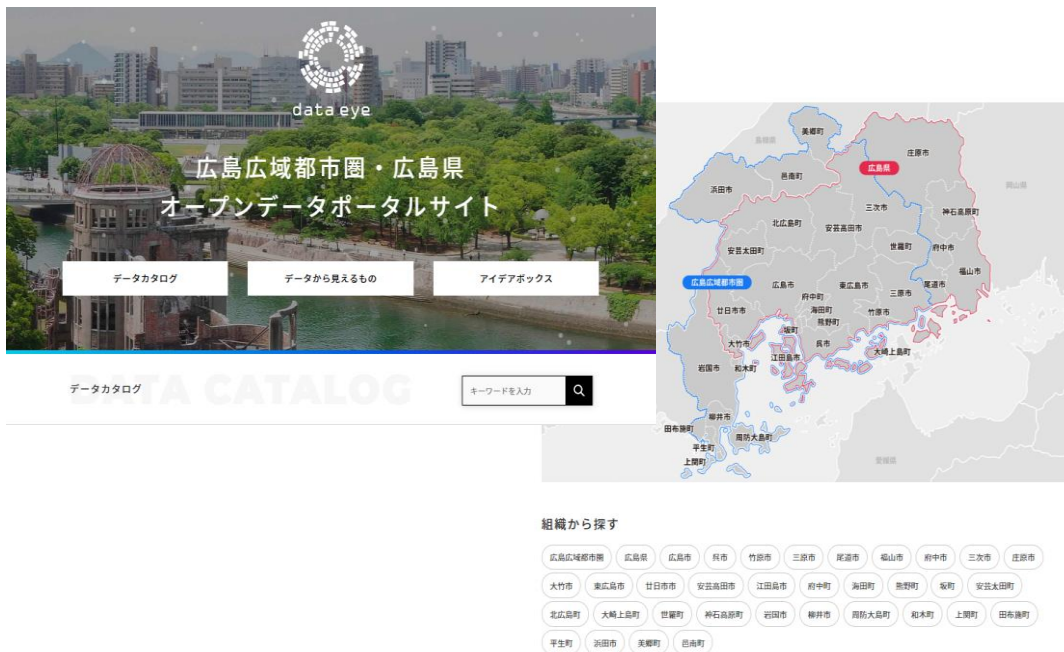 data eye
広島広域都市圏・広島県
オープンデータポータルサイト
データカタログ
データから見えるもの
アイデアボックス
データカタログ
DATA CATALOG
キーワードを入力
島根県
美郷町
庄原市
広島県
邑南町
岡山県
浜田市
三次市
神石高原町
北広島町
安芸高田市
世羅町
府中市
安芸太田町
福山市
広島広域都市圏
広島市
東広島市
尾道市
三原市
府中町
廿日市市
海田町
竹原市
熊野町
坂町
大竹市
呉市
大崎上島町
江田島市
岩国市
和木町
柳井市
田布施町
周防大島町
平生町
上関町
愛媛県
組織から探す
広島広域都市圏 広島県 広島市 呉市 竹原市 三原市 尾道市 福山市 府中市 三次市 庄原市
大竹市 東広島市 廿日市市 安芸高田市 江田島市 府中町 海田町 熊野町 坂町 安芸太田町
北広島町 大崎上島町 世羅町 神石高原町 岩国市 柳井市 周防大島町 和木町 上関町 田布施町
平生町 浜田市 美郷町 邑南町